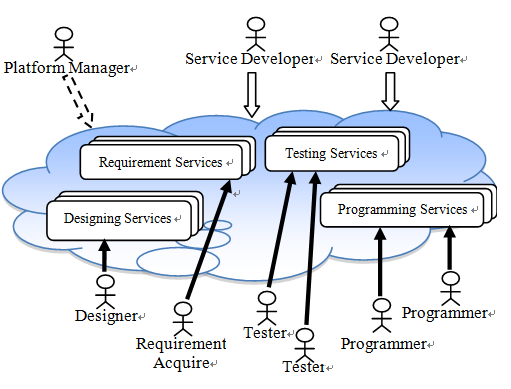 Platform Manager
Service Developer
Service Developer
Requirement Services
Testing Services
Designing Services
Programming Services
Designer
Requirement
Acquire
Tester
Tester
Programmer
Programmer